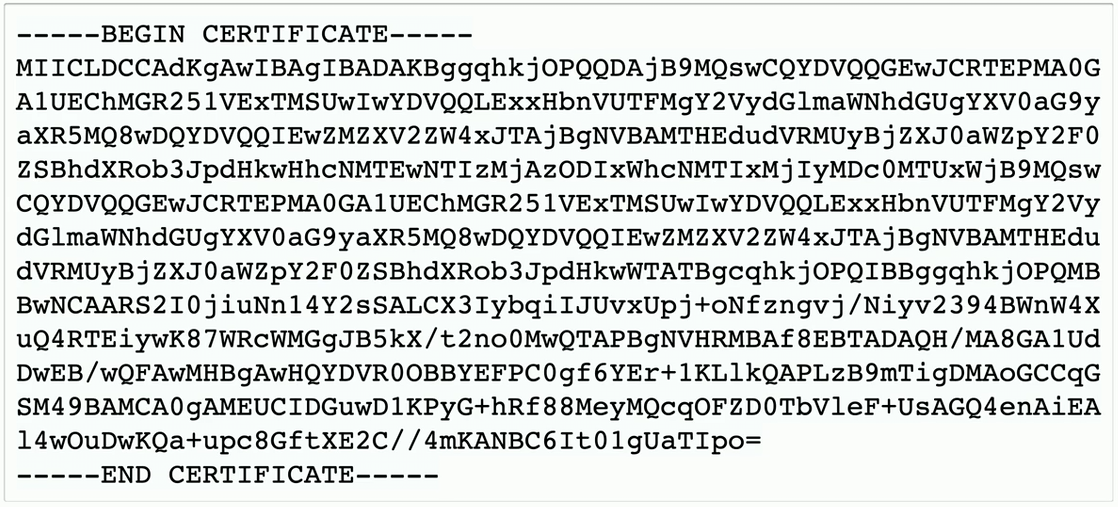 -----BEGIN CERTIFICATE-----
MIICLDCCAdKgAwIBAgIBADAKBggqhkjOPQQDAjB9MQswCQYDVQQGEwJCRTEPMA0G
A1UEChMGR251VExTMSUwIwYDVQQLExxHbnVUTFMgY2VydGlmaWNhdGUgYXV0aG9y
aXR5MQ8wDQYDVQQIEwZMZXV2ZW4xJTAjBgNVBAMTHEdudVRMUyBjZXJ0aWZpY2F0
ZSBhdXRob3JpdHkwHhcNMTEwNTIzMjAzODIxWhcNMTIxMjIyMDc0MTUxWjB9MQsw
CQYDVQQGEwJCRTEPMA0GA1UEChMGR251VExTMSUwIwYDVQQLExxHbnVUTFMgY2Vy
dGlmaWNhdGUgYXV0aG9yaXR5MQ8wDQYDVQQIEwZMZXV2ZW4xJTAjBgNVBAMTHEdu
dVRMUyBjZXJ0aWZpY2F0ZSBhdXRob3JpdHkwWTATBgcqhkjOPQIBBggqhkjOPQMB
BwNCAARS2I0jiuNn14Y2sSALCX3IybqiIJUvxUpj+oNfzngvj/Niyv2394BWnW4X
uQ4RTEiywK87WRcWMGgJB5kX/t2no0MwQTAPBgNVHRMBAf8EBTADAQH/MA8GA1Ud
DwEB/wQFAwMHBgAwHQYDVR0OBBYEFPC0gf6YEr+1KLlkQAPLzB9mTigDMAoGCCqG
SM49BAMCA0gAMEUCIDGuwD1KPyG+hRf88MeyMQcqOFZD0TbVleF+UsAGQ4enAiEA
l4wOuDwKQa+upc8GftXE2C//4mKANBC6It01gUaTIpo=
-----END CERTIFICATE-----